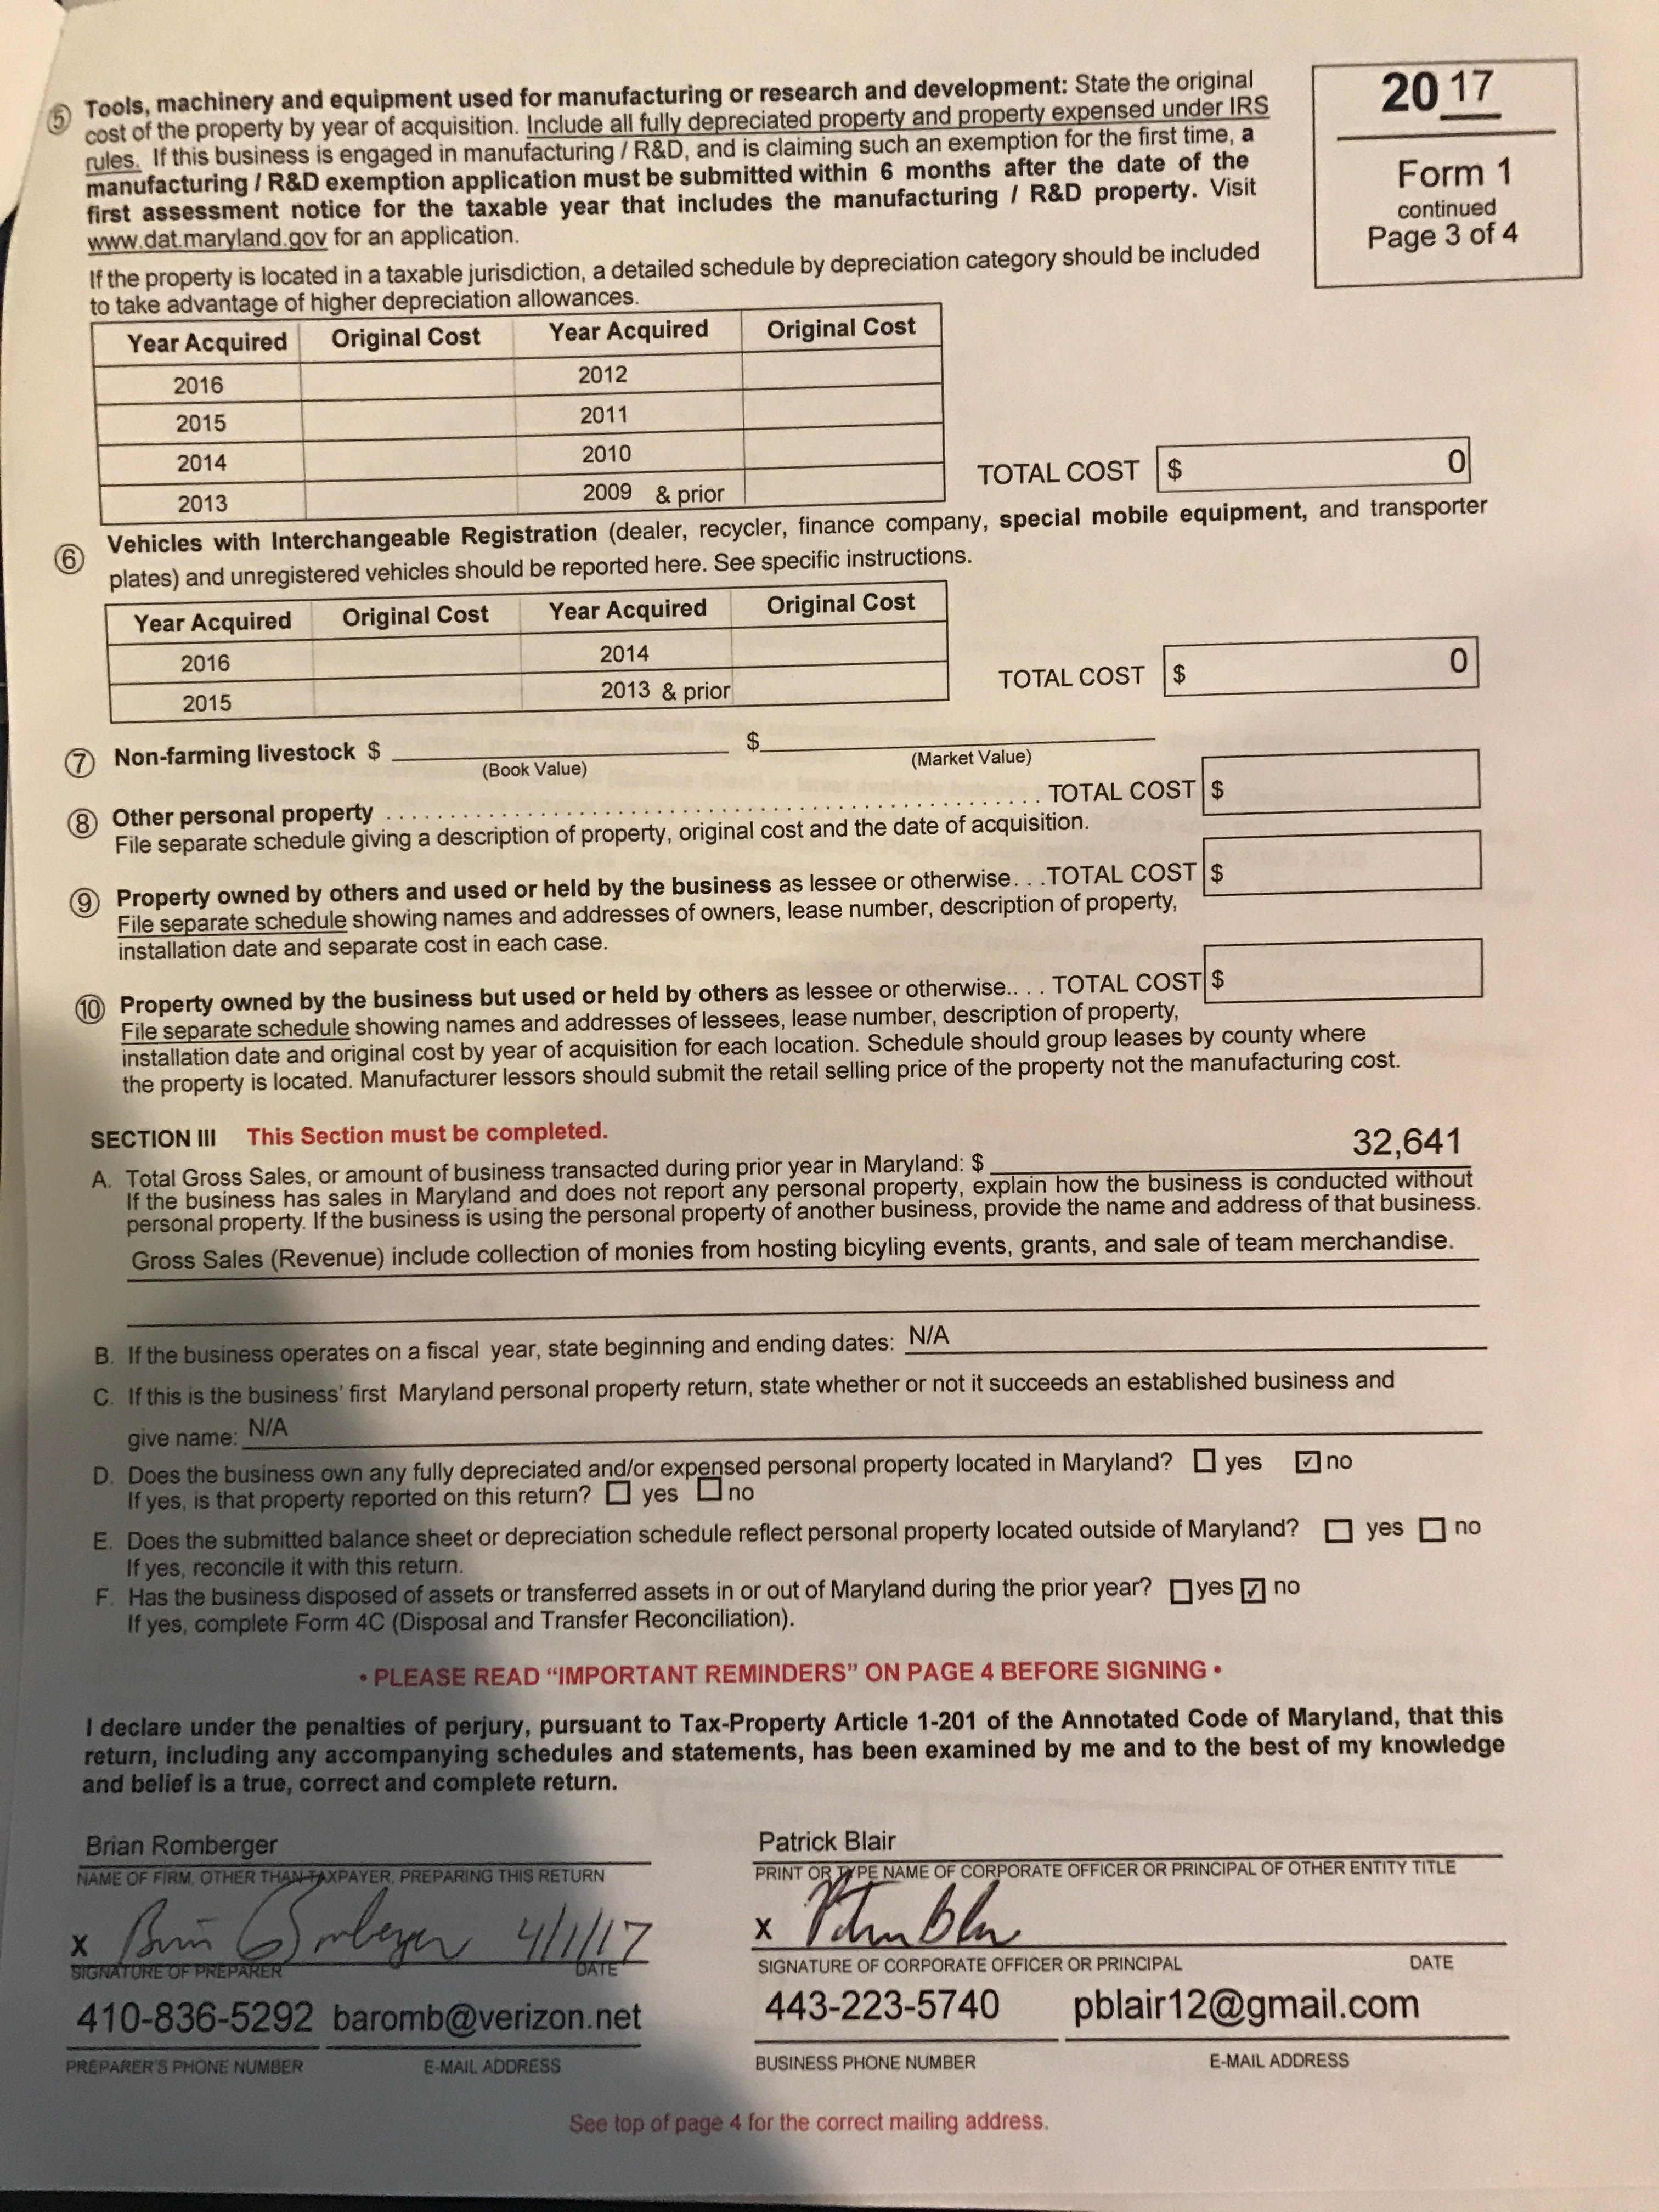 20 17
Form 1
continued
Page 3 of 4
⑤ Tools, machinery and equipment used for manufacturing or research and development: State the original
cost of the property by year of acquisition. Include all fully depreciated property and property expensed under IRS
rules. If this business is engaged in manufacturing / R&D, and is claiming such an exemption for the first time, a
manufacturing / R&D exemption application must be submitted within 6 months after the date of the
first assessment notice for the taxable year that includes the manufacturing / R&D property. Visit
www.dat.maryland.gov for an application.
If the property is located in a taxable jurisdiction, a detailed schedule by depreciation category should be included
to take advantage of higher depreciation allowances.
Year Acquired Original Cost Year Acquired Original Cost
2016 2012
2015 2011
2014 2010
2013 2009 & prior
TOTAL COST $ 0
⑥ Vehicles with Interchangeable Registration (dealer, recycler, finance company, special mobile equipment, and transporter
plates) and unregistered vehicles should be reported here. See specific instructions.
Year Acquired Original Cost Year Acquired Original Cost
2016 2014
2015 2013 & prior
TOTAL COST $ 0
⑦ Non-farming livestock $ $
(Book Value) (Market Value)
⑧ Other personal property . . . . . . . . . . . . . . . . . . . . . . . . . . . . . . . . . . . . . . . . . . TOTAL COST $
File separate schedule giving a description of property, original cost and the date of acquisition.
⑨ Property owned by others and used or held by the business as lessee or otherwise. . .TOTAL COST $
File separate schedule showing names and addresses of owners, lease number, description of property,
installation date and separate cost in each case.
⑩ Property owned by the business but used or held by others as lessee or otherwise.. . . TOTAL COST $
File separate schedule showing names and addresses of lessees, lease number, description of property,
installation date and original cost by year of acquisition for each location. Schedule should group leases by county where
the property is located. Manufacturer lessors should submit the retail selling price of the property not the manufacturing cost.
SECTION III This Section must be completed.
A. Total Gross Sales, or amount of business transacted during prior year in Maryland: $ 32,641
If the business has sales in Maryland and does not report any personal property, explain how the business is conducted without
personal property. If the business is using the personal property of another business, provide the name and address of that business.
Gross Sales (Revenue) include collection of monies from hosting bicyling events, grants, and sale of team merchandise.
B. If the business operates on a fiscal year, state beginning and ending dates: N/A
C. If this is the business' first Maryland personal property return, state whether or not it succeeds an established business and
give name: N/A
D. Does the business own any fully depreciated and/or expensed personal property located in Maryland? ☐ yes ☑ no
If yes, is that property reported on this return? ☐ yes ☐ no
E. Does the submitted balance sheet or depreciation schedule reflect personal property located outside of Maryland? ☐ yes ☐ no
If yes, reconcile it with this return.
F. Has the business disposed of assets or transferred assets in or out of Maryland during the prior year? ☐ yes ☑ no
If yes, complete Form 4C (Disposal and Transfer Reconciliation).
• PLEASE READ “IMPORTANT REMINDERS” ON PAGE 4 BEFORE SIGNING •
I declare under the penalties of perjury, pursuant to Tax-Property Article 1-201 of the Annotated Code of Maryland, that this
return, including any accompanying schedules and statements, has been examined by me and to the best of my knowledge
and belief is a true, correct and complete return.
Brian Romberger Patrick Blair
NAME OF FIRM, OTHER THAN TAXPAYER, PREPARING THIS RETURN PRINT OR TYPE NAME OF CORPORATE OFFICER OR PRINCIPAL OF OTHER ENTITY TITLE
X Brian Romberger 4/1/17 X
SIGNATURE OF PREPARER DATE SIGNATURE OF CORPORATE OFFICER OR PRINCIPAL DATE
410-836-5292 baromb@verizon.net 443-223-5740 pblair12@gmail.com
PREPARER'S PHONE NUMBER E-MAIL ADDRESS BUSINESS PHONE NUMBER E-MAIL ADDRESS
See top of page 4 for the correct mailing address.